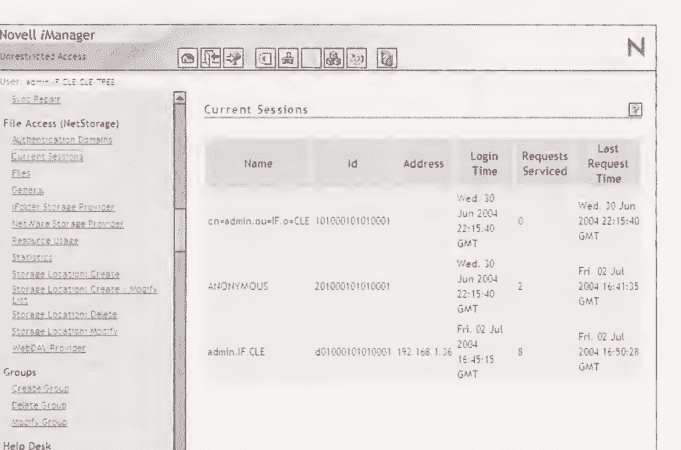 Novell iManager
Unrestricted Access
N
User: admin.IF.CLE.CLE-TREE
Sync Repair
File Access (NetStorage)
Authentication Domains
Current Sessions
Files
General
iFolder Storage Provider
NetWare Storage Provider
Resource Usage
Statistics
Storage Location: Create
Storage Location: Create / Modify
List
Storage Location: Delete
Storage Location: Modify
WebDAV Provider
Groups
Create Group
Delete Group
Modify Group
Help Desk
Current Sessions
?
Name Id Address Login Time Requests Serviced Last Request Time
cn=admin.ou=IF.o=CLE 101000101010001 Wed. 30 Jun 2004 22:15:40 GMT 0 Wed. 30 Jun 2004 22:15:40 GMT
ANONYMOUS 201000101010001 Wed. 30 Jun 2004 22:15:40 GMT 2 Fri. 02 Jul 2004 16:41:35 GMT
admin.IF.CLE d01000101010001 192.168.1.36 Fri. 02 Jul 2004 16:45:15 GMT 8 Fri. 02 Jul 2004 16:50:28 GMT